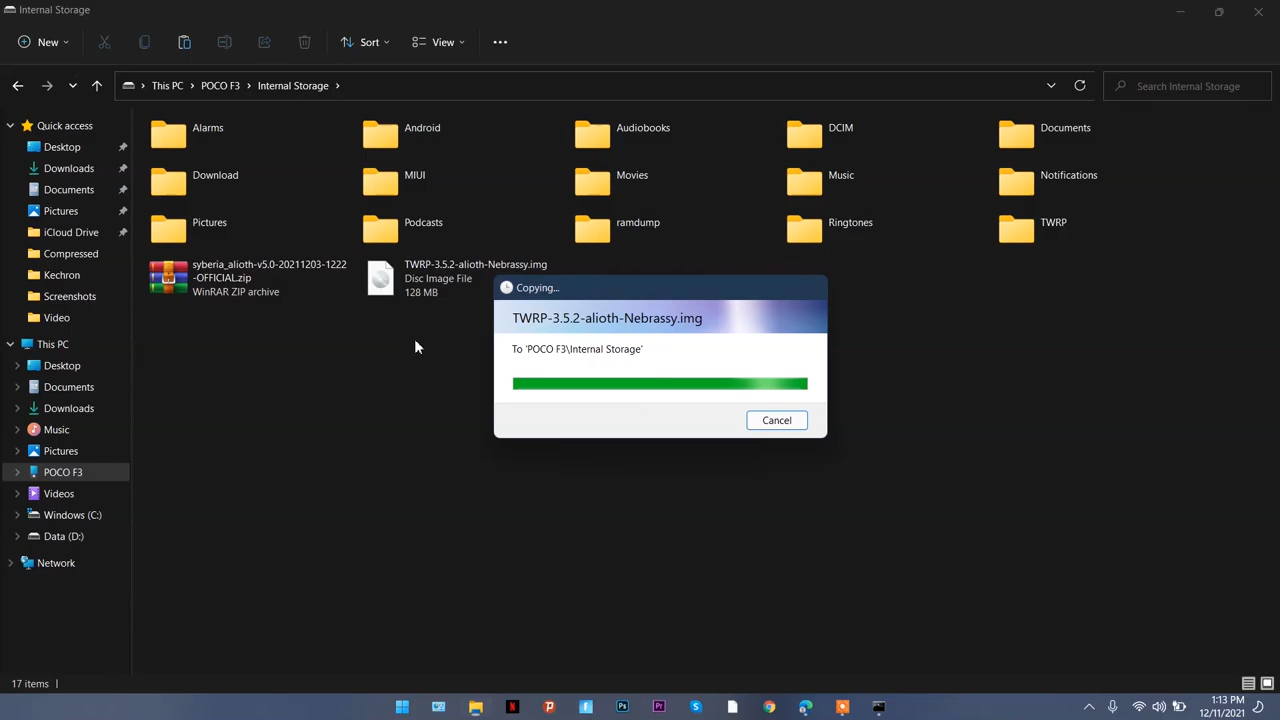 Internal Storage
New
Sort
View
This PC
POCO F3
Internal Storage
Search Internal Storage
Quick access
Desktop
Downloads
Documents
Pictures
iCloud Drive
Compressed
Kechron
Screenshots
Video
This PC
Desktop
Documents
Downloads
Music
Pictures
POCO F3
Videos
Windows (C:)
Data (D:)
Network
Alarms
Android
Audiobooks
DCIM
Documents
Download
MIUI
Movies
Music
Notifications
Pictures
Podcasts
ramdump
Ringtones
TWRP
syberia_alioth-v5.0-20211203-1222
-OFFICIAL.zip
WinRAR ZIP archive
TWRP-3.5.2-alioth-Nebrassy.img
Disc Image File
128 MB
Copying...
TWRP-3.5.2-alioth-Nebrassy.img
To 'POCO F3\Internal Storage'
Cancel
17 items
Ps
Pr
1:13 PM
12/11/2021